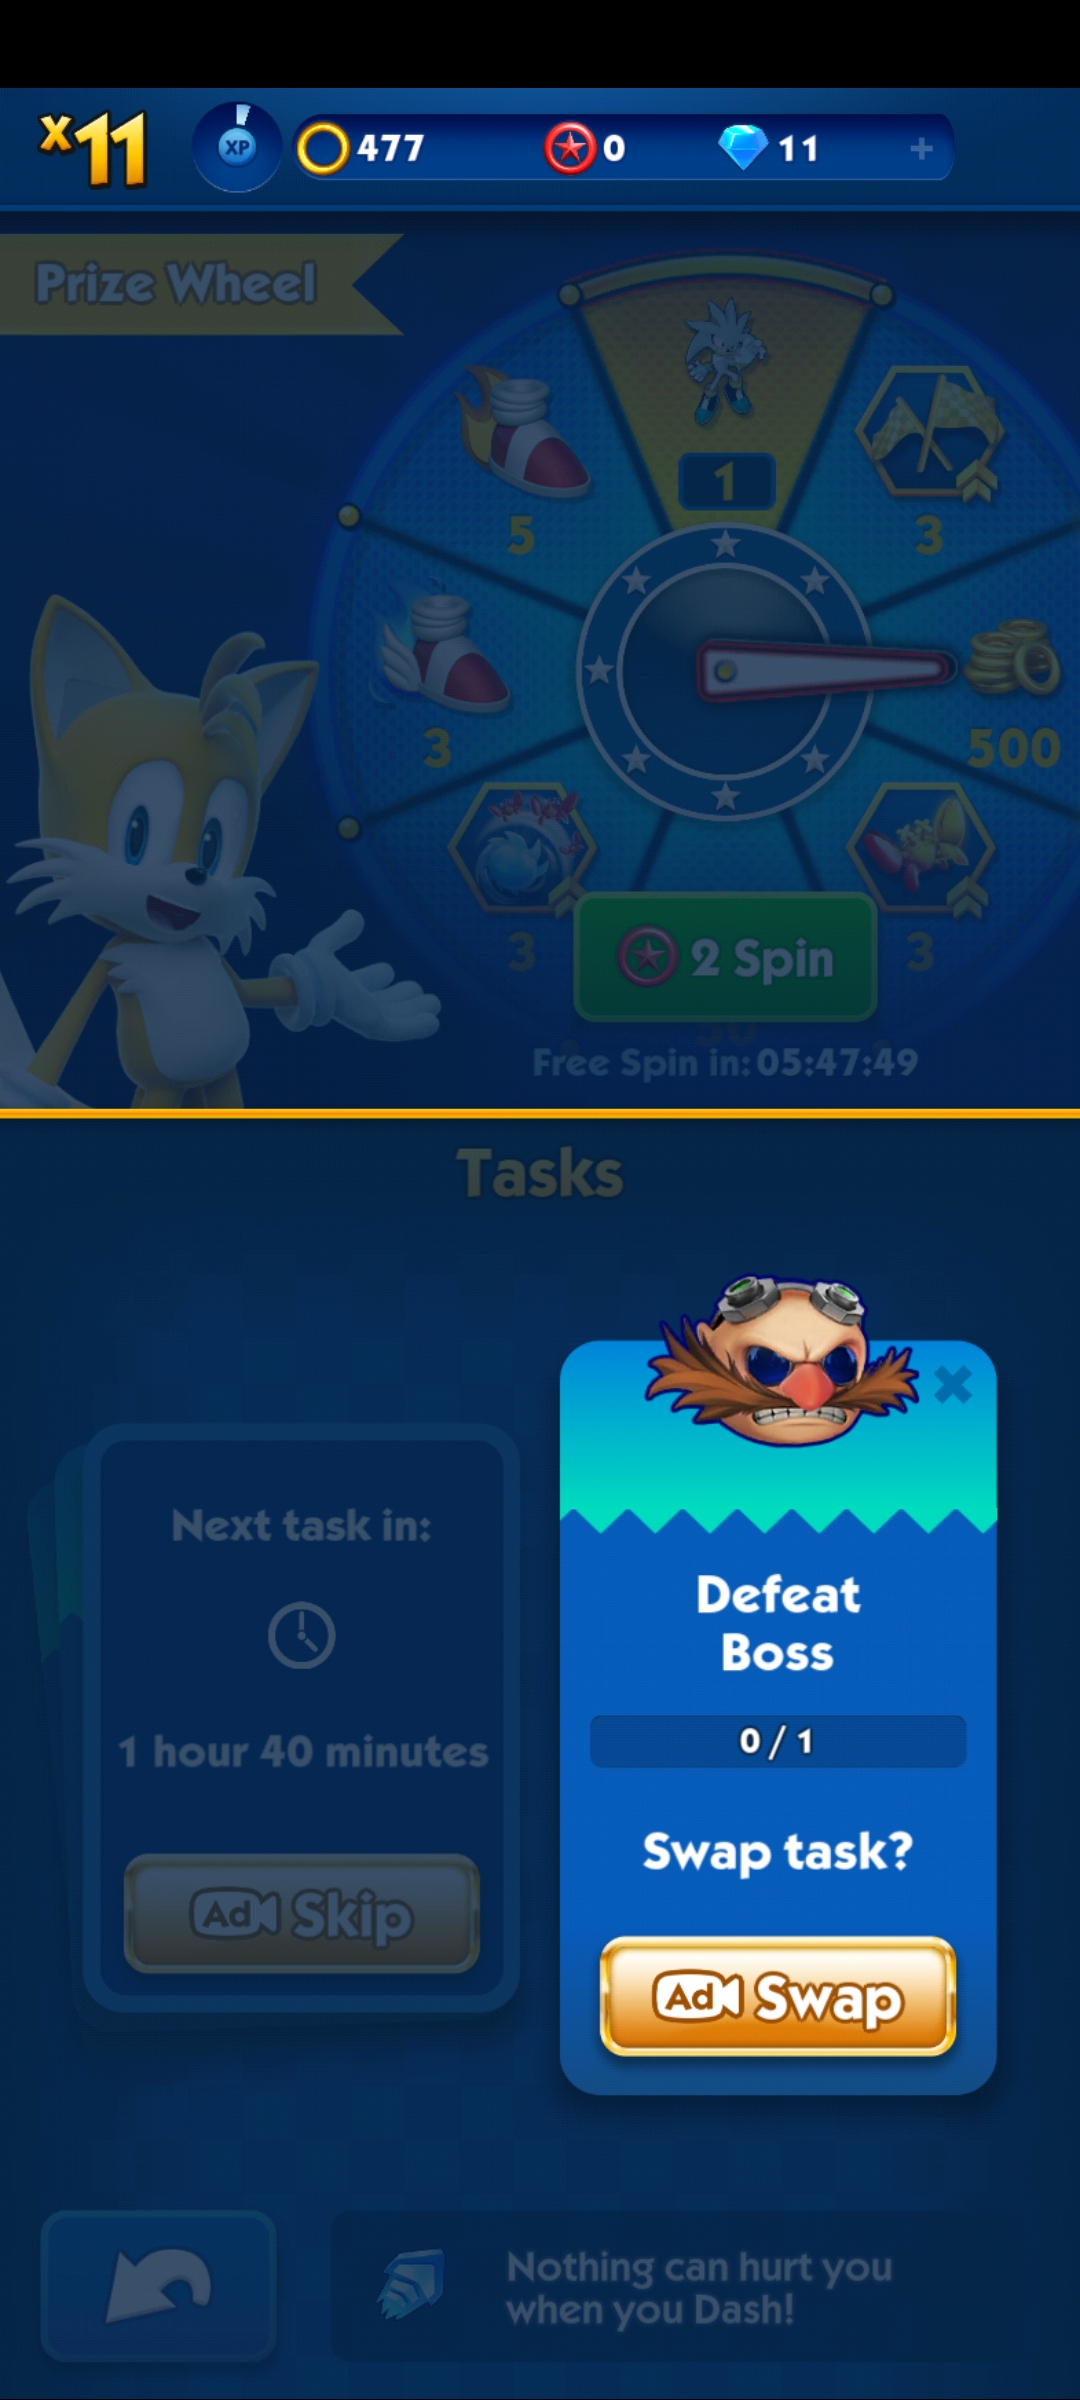 x11
XP
477
0
11
+
Prize Wheel
1
5
3
3
500
3
3
2 Spin
Free Spin in: 05:47:49
Tasks
Next task in:
1 hour 40 minutes
Ad Skip
Defeat
Boss
0 / 1
Swap task?
Ad Swap
Nothing can hurt you
when you Dash!